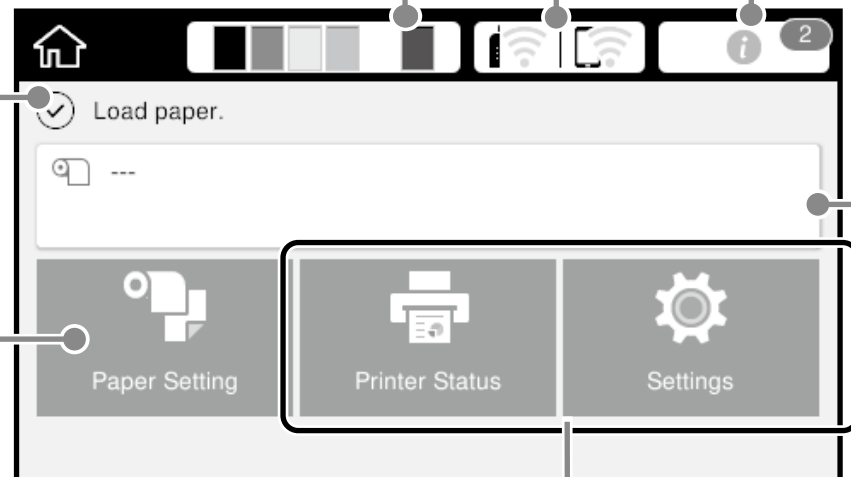 2
Load paper.
---
Paper Setting
Printer Status
Settings